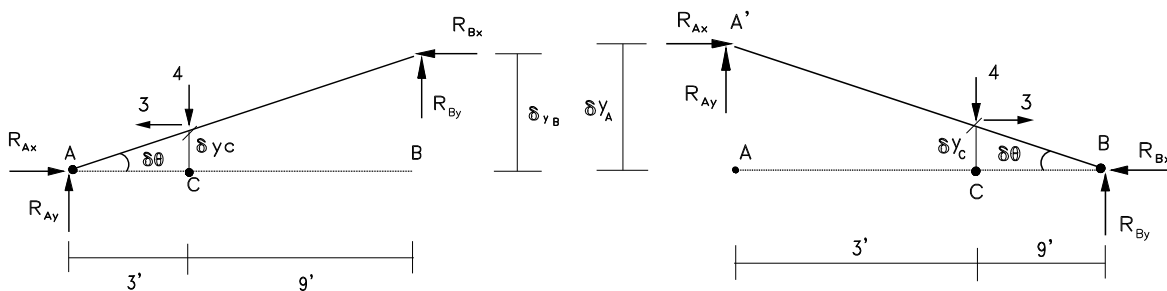 R_Bx
4
3
R_By
δy_B
R_Ax
A
δθ
δyc
B
C
R_Ay
3'
9'
R_Ax
A'
4
3
R_Ay
δy_A
δy_C
δθ
B
R_Bx
A
C
R_By
3'
9'